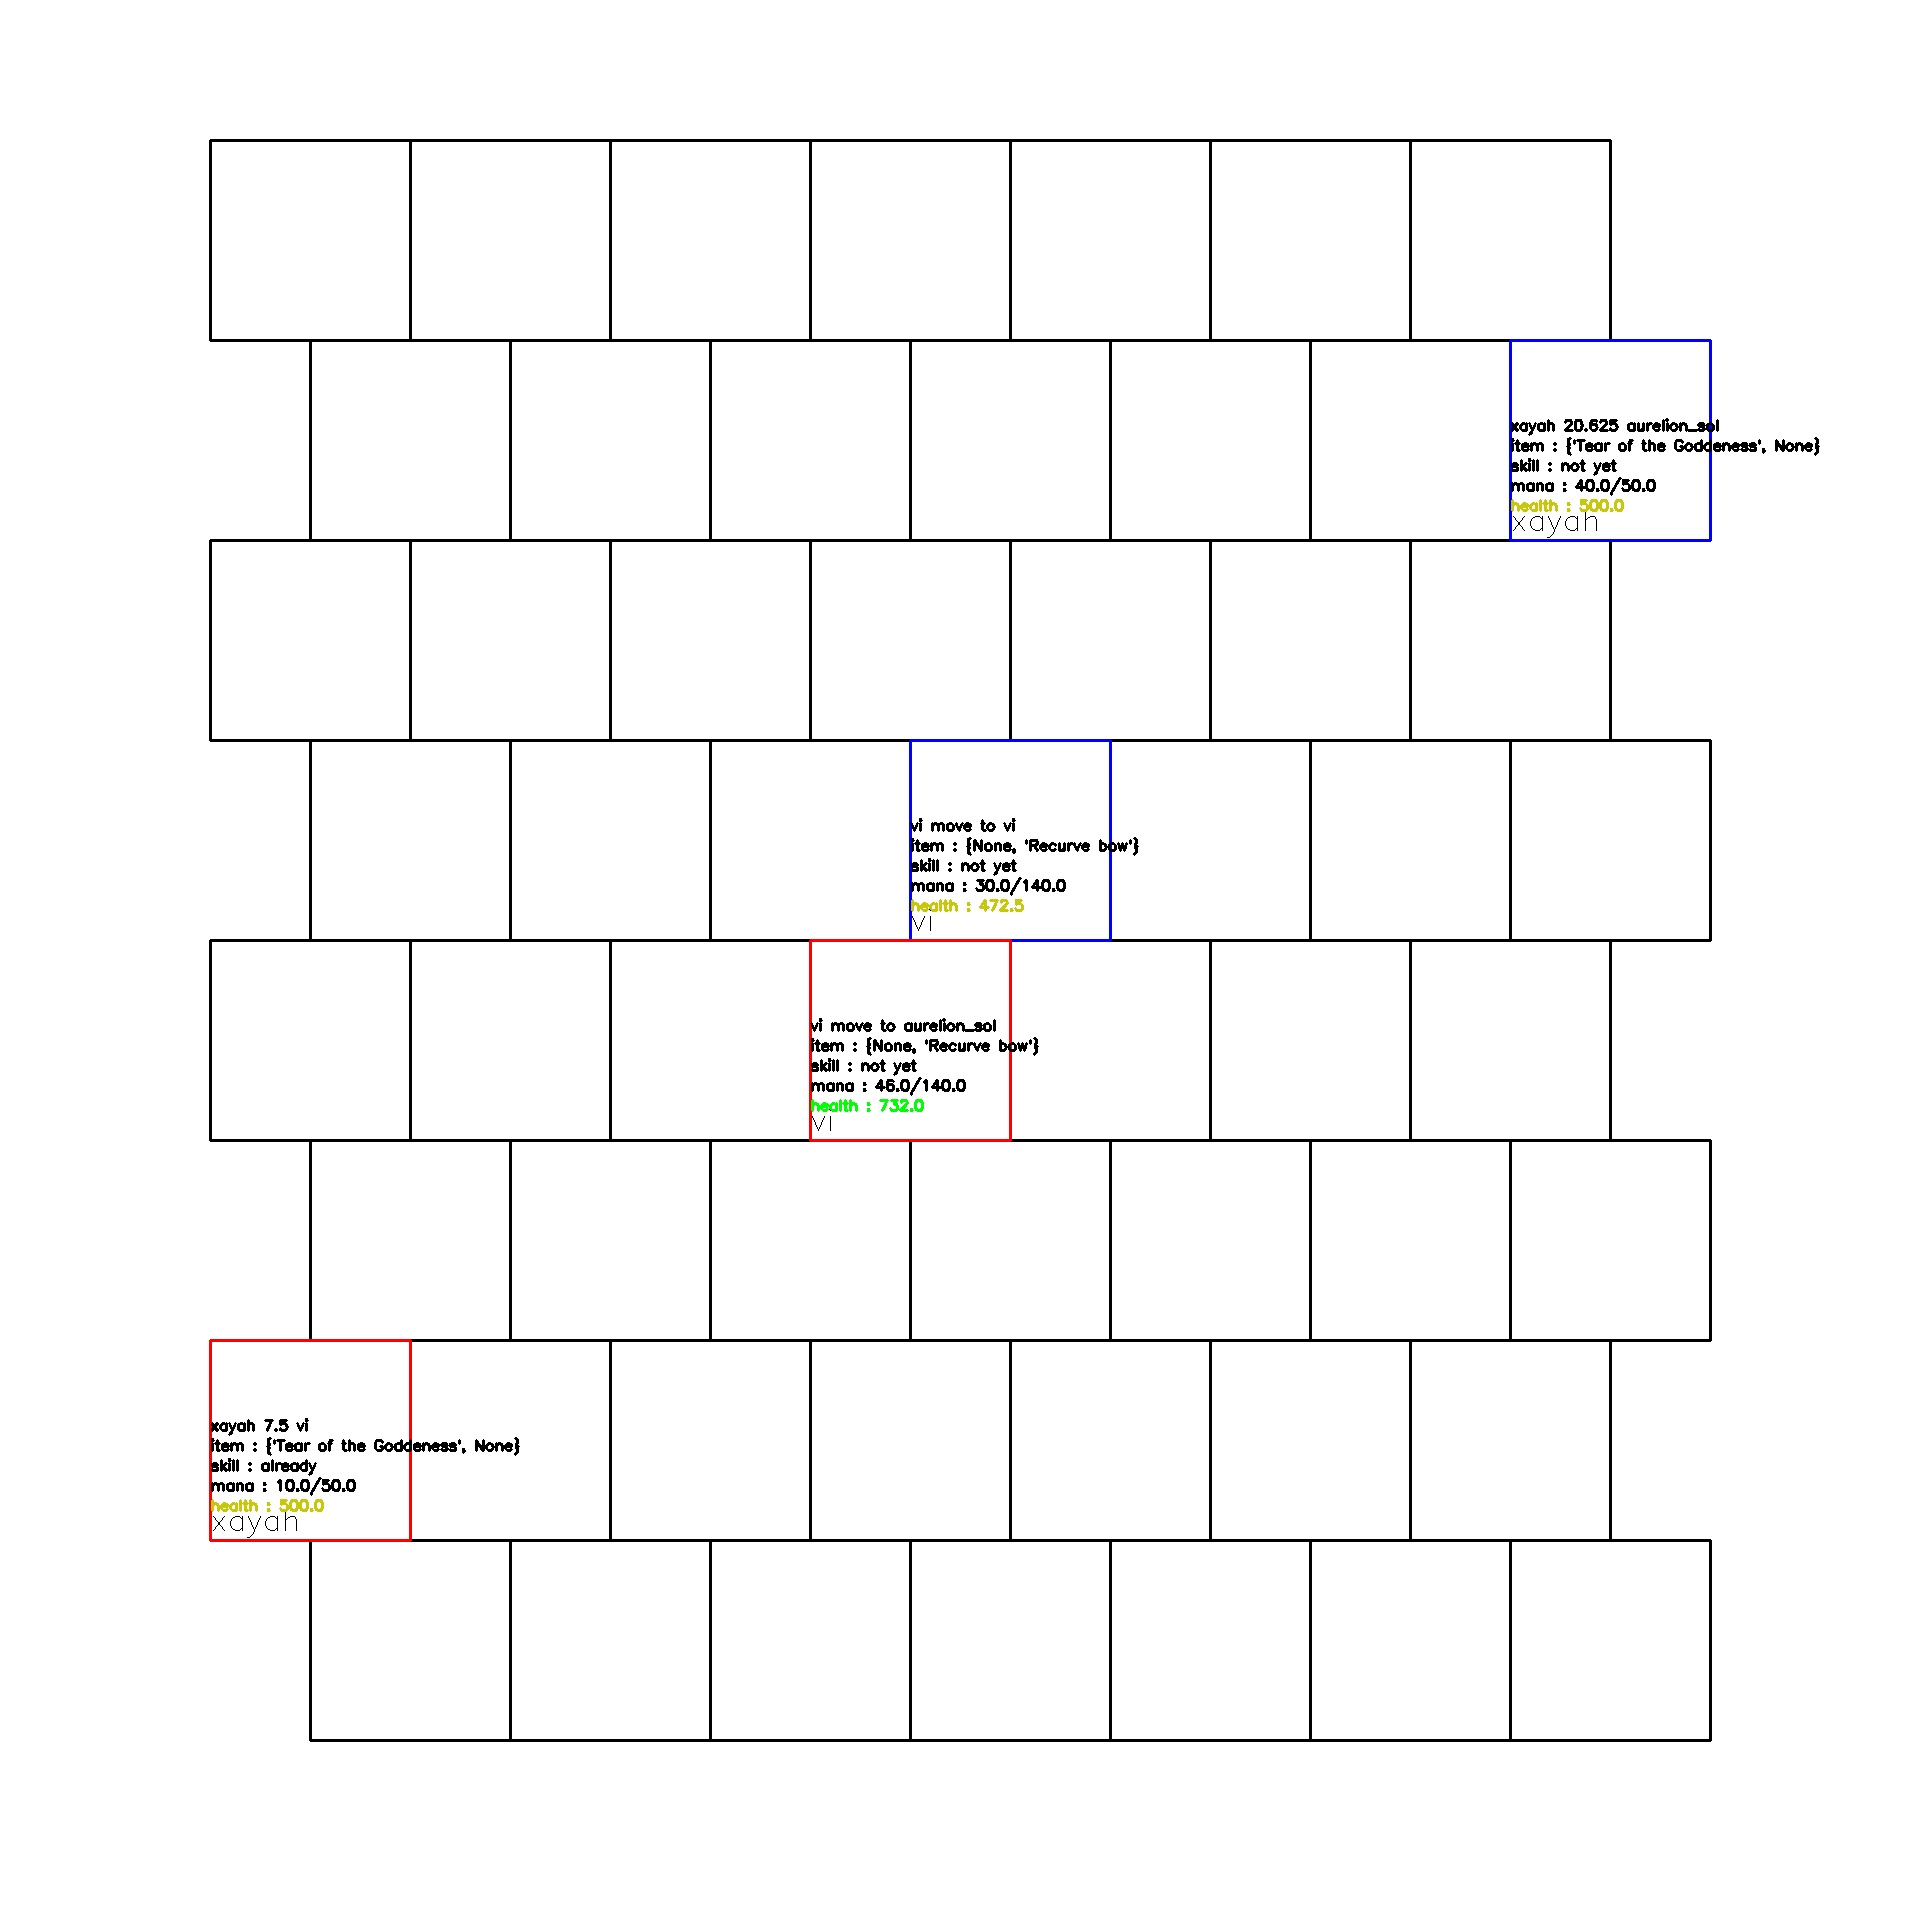 xayah 20.625 aurelion_sol
item : {'Tear of the Goddeness', None}
skill : not yet
mana : 40.0/50.0
health : 500.0
xayah
vi move to vi
item : {None, 'Recurve bow'}
skill : not yet
mana : 30.0/140.0
health : 472.5
vi
vi move to aurelion_sol
item : {None, 'Recurve bow'}
skill : not yet
mana : 46.0/140.0
health : 732.0
vi
xayah 7.5 vi
item : {'Tear of the Goddeness', None}
skill : already
mana : 10.0/50.0
health : 500.0
xayah